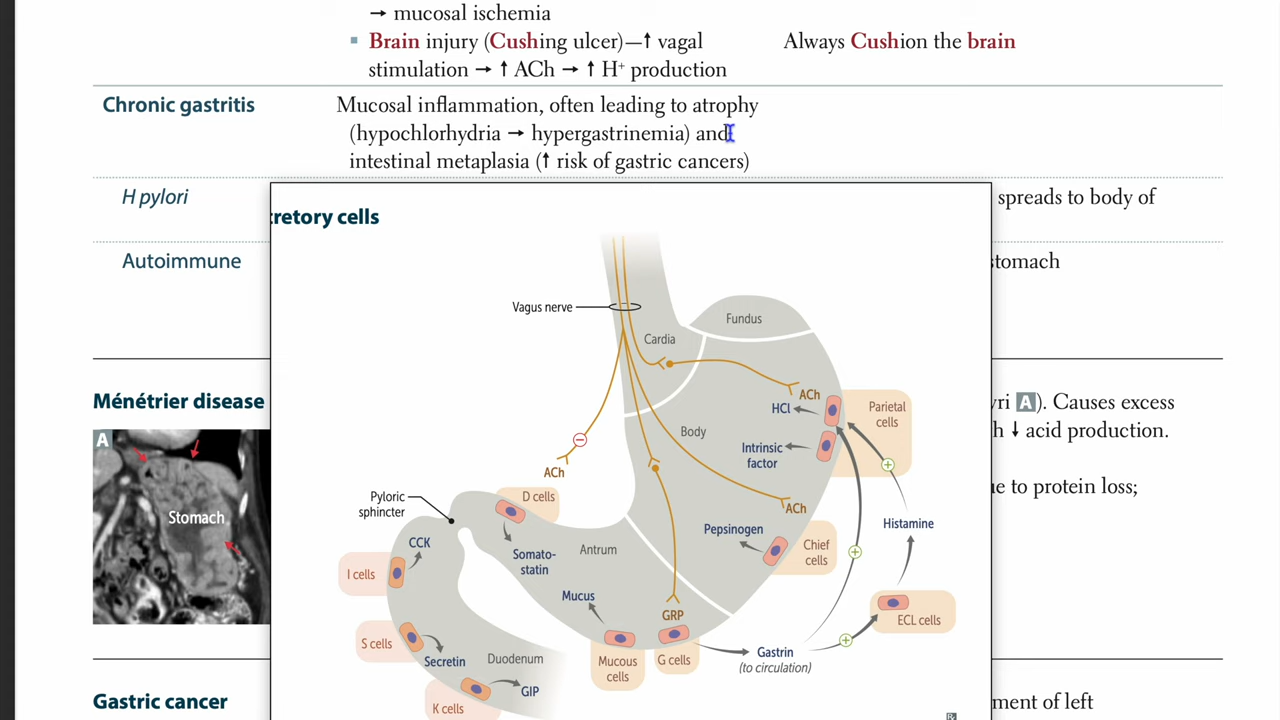 → mucosal ischemia
▪ Brain injury (Cushing ulcer)—↑ vagal
stimulation → ↑ ACh → ↑ H⁺ production
Always Cushion the brain
Chronic gastritis
Mucosal inflammation, often leading to atrophy
(hypochlorhydria → hypergastrinemia) and
intestinal metaplasia (↑ risk of gastric cancers)
H pylori
spreads to body of
Autoimmune
stomach
Ménétrier disease
A
Stomach
yri A). Causes excess
h ↓ acid production.
ue to protein loss;
Gastric cancer
ment of left
cretory cells
Vagus nerve
Fundus
Cardia
ACh
HCl
Parietal
cells
Body
Intrinsic
factor
ACh
Pyloric
sphincter
D cells
ACh
Histamine
Pepsinogen
CCK
Somato-
statin
Antrum
Chief
cells
I cells
Mucus
GRP
ECL cells
S cells
Secretin
Duodenum
Mucous
cells
G cells
Gastrin
(to circulation)
GIP
K cells